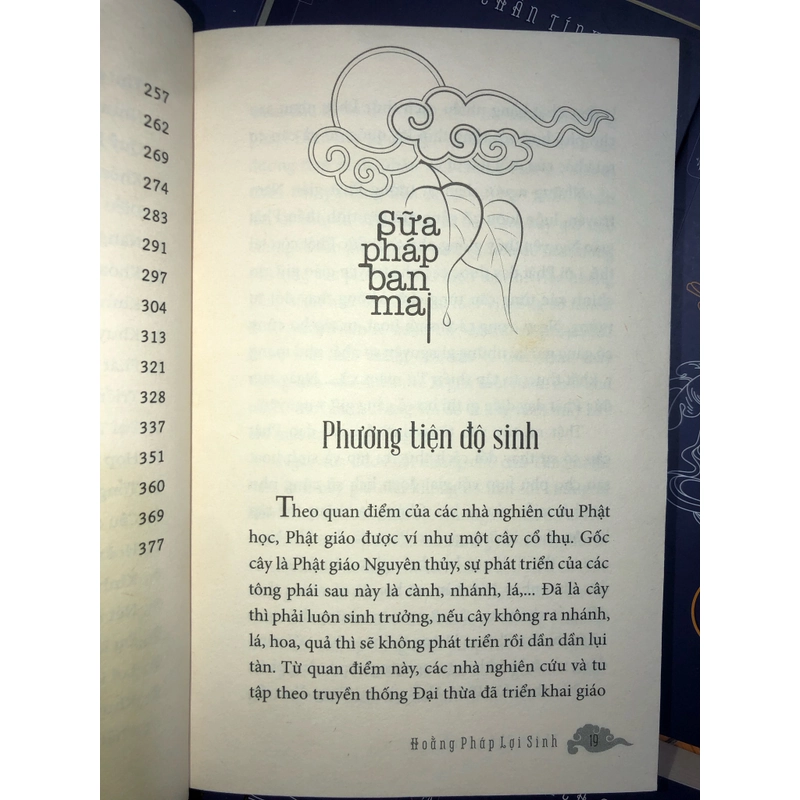 CHÂN TÍN
257
262
269
274
283
291
297
304
313
321
328
337
351
360
369
377
Sữa
pháp
ban
mai
Phương tiện độ sinh
Theo quan điểm của các nhà nghiên cứu Phật
học, Phật giáo được ví như một cây cổ thụ. Gốc
cây là Phật giáo Nguyên thủy, sự phát triển của các
tông phái sau này là cành, nhánh, lá,... Đã là cây
thì phải luôn sinh trưởng, nếu cây không ra nhánh,
lá, hoa, quả thì sẽ không phát triển rồi dần dần lụi
tàn. Từ quan điểm này, các nhà nghiên cứu và tu
tập theo truyền thống Đại thừa đã triển khai giáo
Hoằng Pháp Lợi Sinh 19